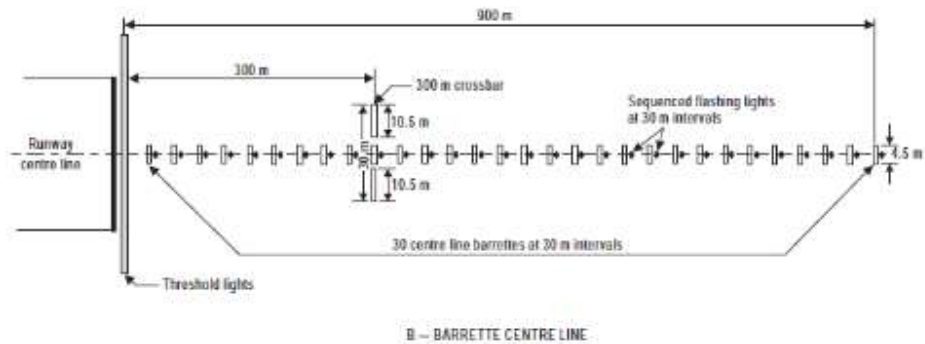 900 m
300 m
300 m crossbar
Sequenced flashing lights
at 30 m intervals
10.5 m
Runway
centre line
30 m
4.5 m
10.5 m
30 centre line barrettes at 30 m intervals
Threshold lights
B – BARRETTE CENTRE LINE